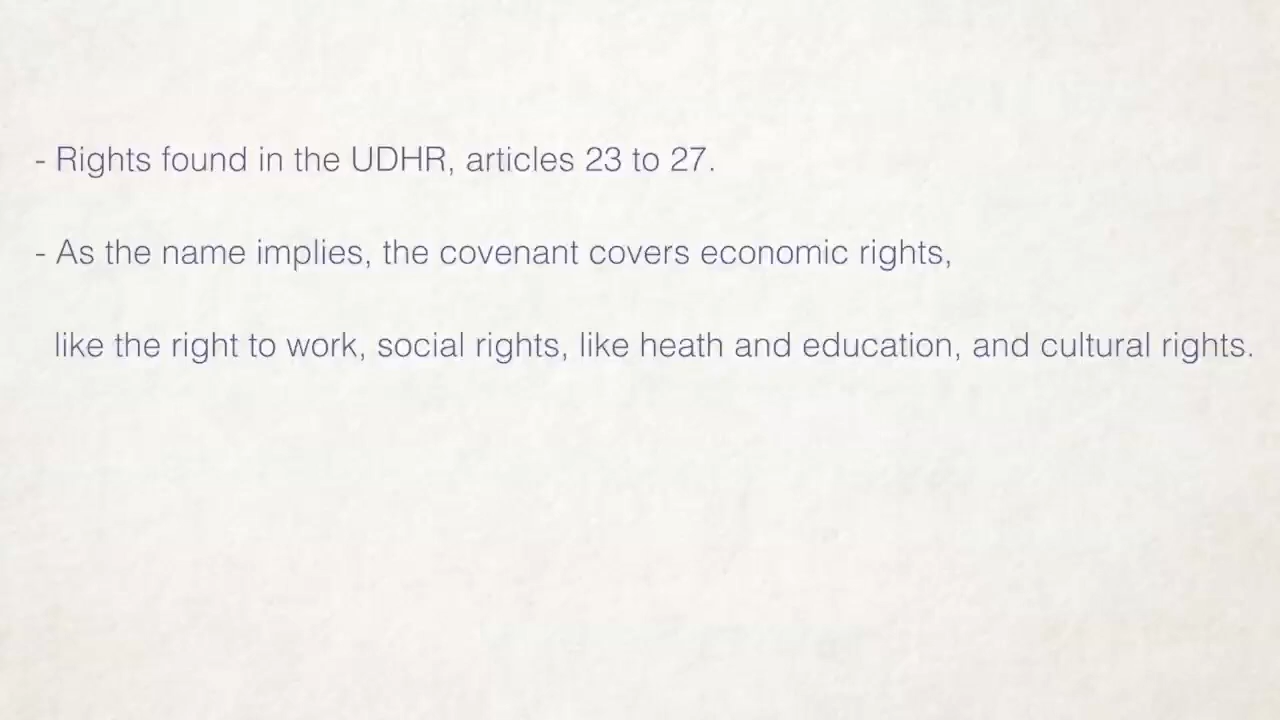 - Rights found in the UDHR, articles 23 to 27.
- As the name implies, the covenant covers economic rights,
like the right to work, social rights, like heath and education, and cultural rights.